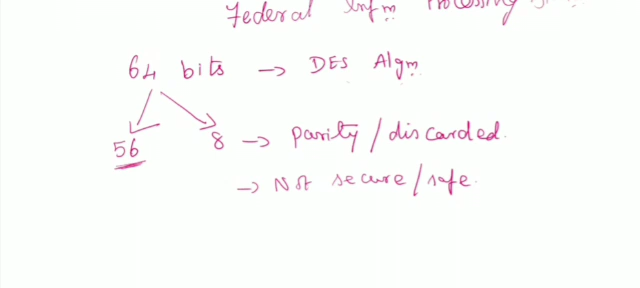 Federal Infm Processing
64 bits → DES Algm
56 8 → parity/discarded.
→ Not secure/safe.